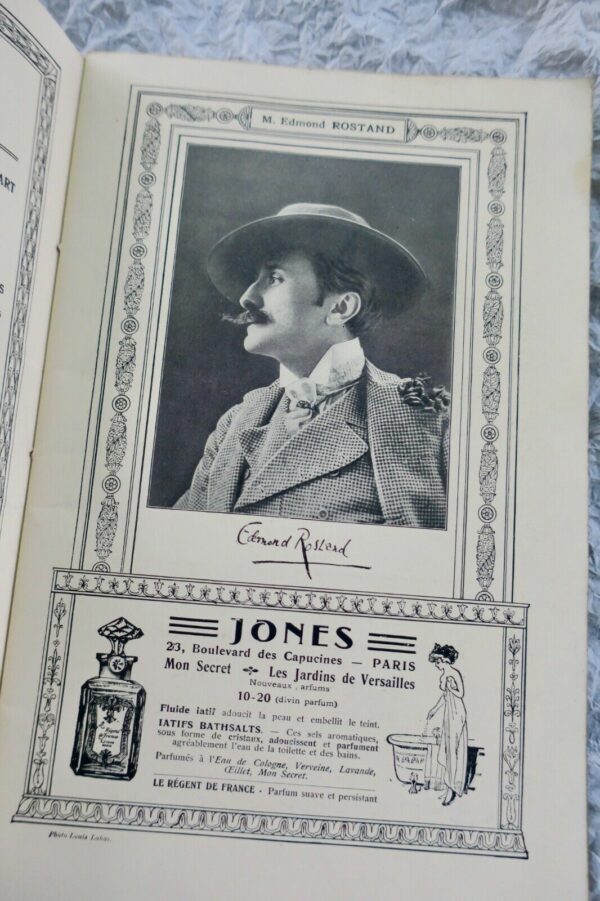 ART
M. Edmond ROSTAND
Edmond Rostand
JONES
23, Boulevard des Capucines — PARIS
Mon Secret Les Jardins de Versailles
Nouveaux arfums
10-20 (divin parfum)
Fluide iatif adoucit la peau et embellit le teint.
IATIFS BATHSALTS. — Ces sels aromatiques,
sous forme de cristaux, adoucissent et parfument
agréablement l'eau de la toilette et des bains.
Parfumés à l'Eau de Cologne, Verveine, Lavande,
Œillet, Mon Secret.
LE RÉGENT DE FRANCE - Parfum suave et persistant
Photo Louis